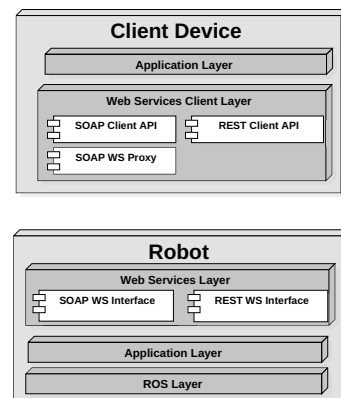 Client Device
Application Layer
Web Services Client Layer
SOAP Client API
REST Client API
SOAP WS Proxy
Robot
Web Services Layer
SOAP WS Interface
REST WS Interface
Application Layer
ROS Layer